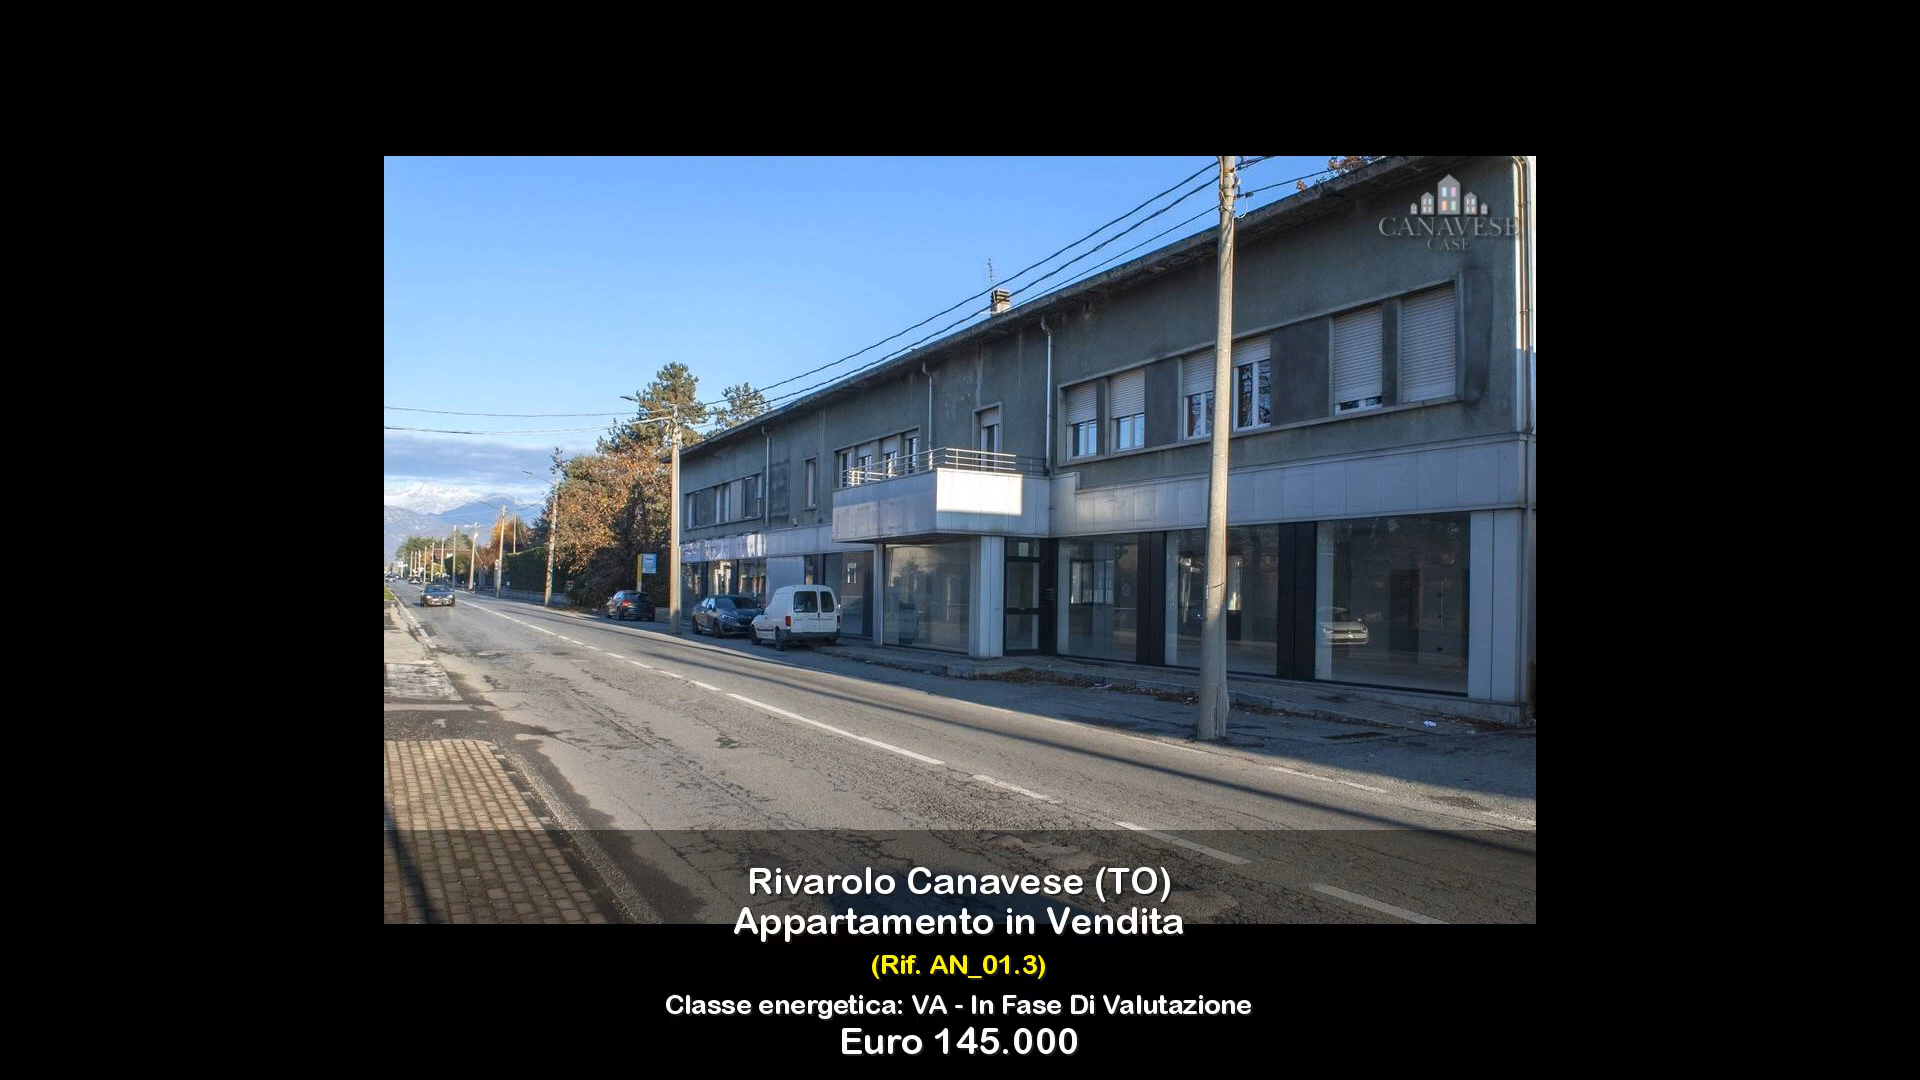 CANAVESE
CASE
Rivarolo Canavese (TO)
Appartamento in Vendita
(Rif. AN_01.3)
Classe energetica: VA - In Fase Di Valutazione
Euro 145.000